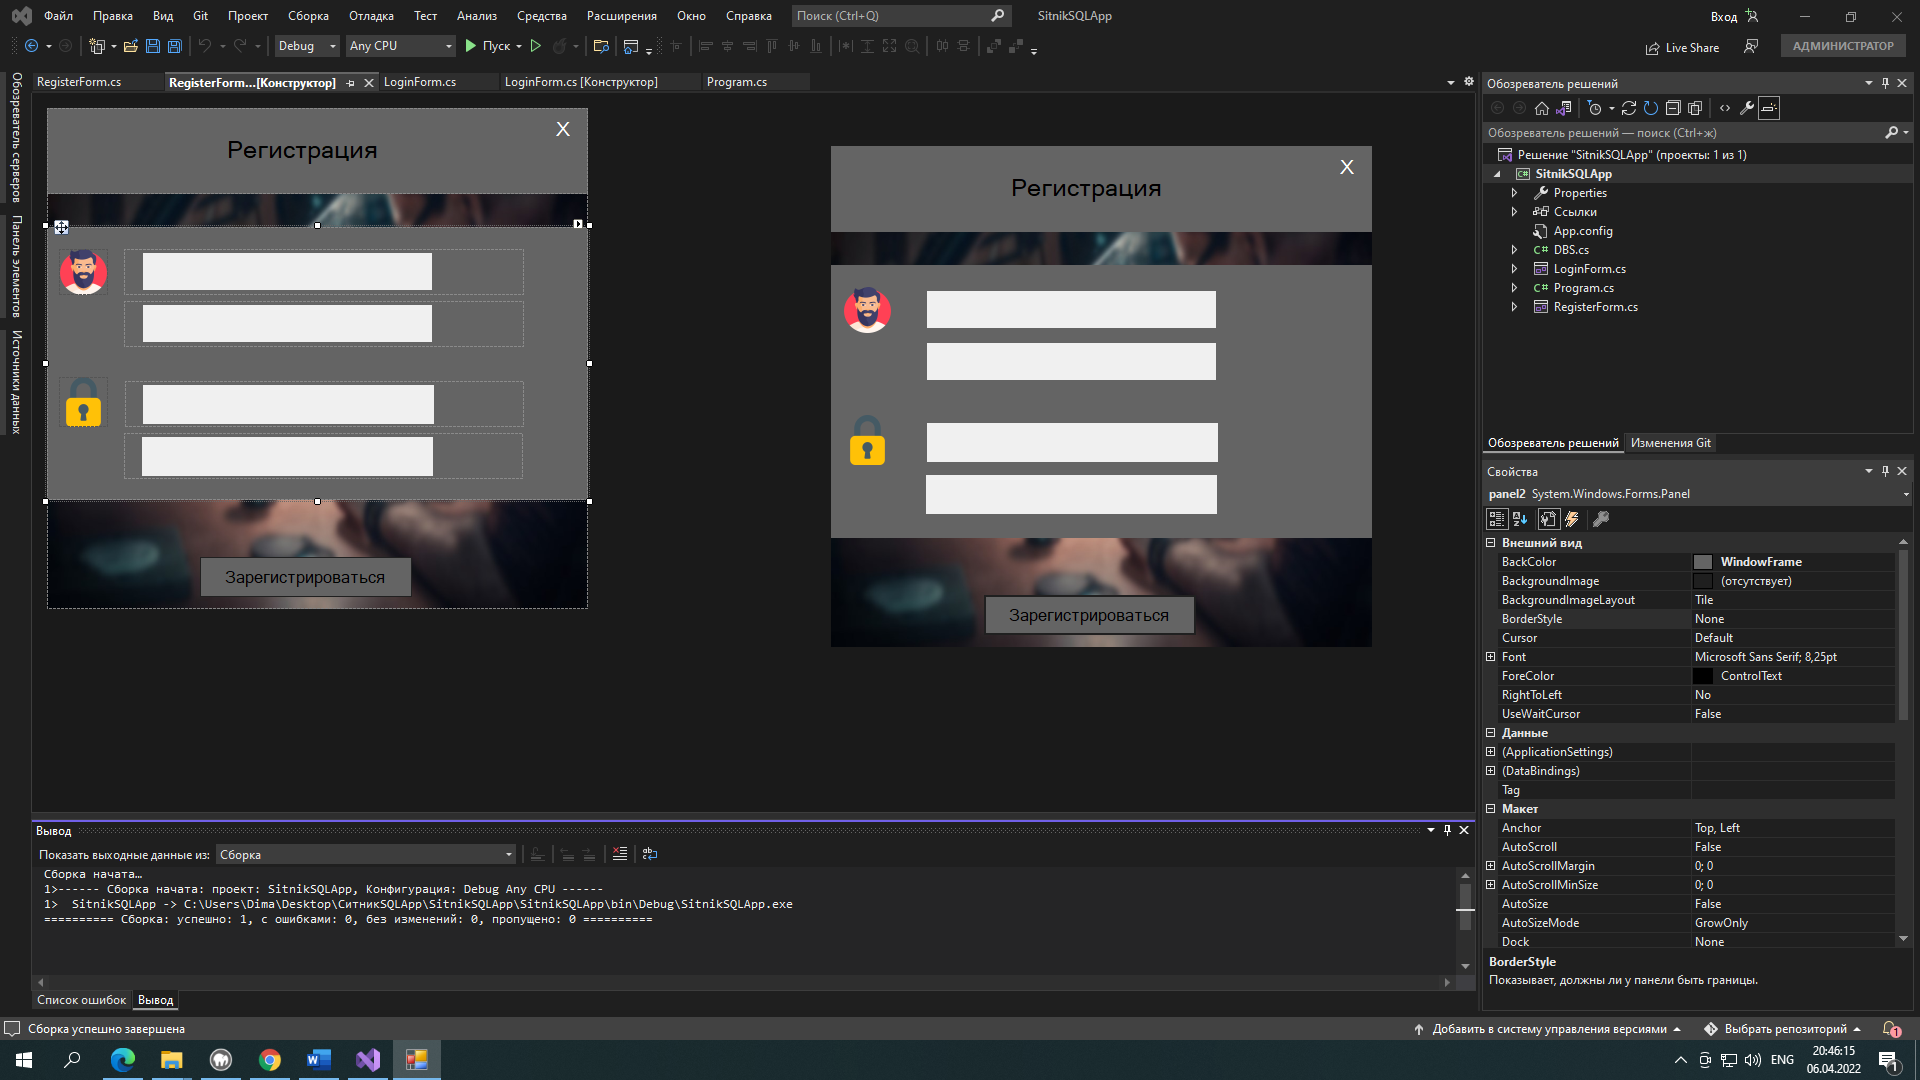 Файл Правка Вид Git Проект Сборка Отладка Тест Анализ Средства Расширения Окно Справка Поиск (Ctrl+Q) SitnikSQLApp Вход
Debug Any CPU Пуск Live Share АДМИНИСТРАТОР
RegisterForm.cs RegisterForm...[Конструктор] LoginForm.cs LoginForm.cs [Конструктор] Program.cs
Обозреватель серверов
Панель элементов
Источники данных
X
Регистрация
Зарегистрироваться
X
Регистрация
Зарегистрироваться
Обозреватель решений
Обозреватель решений — поиск (Ctrl+ж)
Решение "SitnikSQLApp" (проекты: 1 из 1)
C# SitnikSQLApp
Properties
Ссылки
App.config
C# DBS.cs
LoginForm.cs
C# Program.cs
RegisterForm.cs
Обозреватель решений Изменения Git
Свойства
panel2 System.Windows.Forms.Panel
Внешний вид
BackColor WindowFrame
BackgroundImage (отсутствует)
BackgroundImageLayout Tile
BorderStyle None
Cursor Default
Font Microsoft Sans Serif; 8,25pt
ForeColor ControlText
RightToLeft No
UseWaitCursor False
Данные
(ApplicationSettings)
(DataBindings)
Tag
Макет
Anchor Top, Left
AutoScroll False
AutoScrollMargin 0; 0
AutoScrollMinSize 0; 0
AutoSize False
AutoSizeMode GrowOnly
Dock None
BorderStyle
Показывает, должны ли у панели быть границы.
Вывод
Показать выходные данные из: Сборка
Сборка начата…
1>------ Сборка начата: проект: SitnikSQLApp, Конфигурация: Debug Any CPU ------
1> SitnikSQLApp -> C:\Users\Dima\Desktop\СитникSQLApp\SitnikSQLApp\SitnikSQLApp\bin\Debug\SitnikSQLApp.exe
========== Сборка: успешно: 1, с ошибками: 0, без изменений: 0, пропущено: 0 ==========
Список ошибок Вывод
Сборка успешно завершена Добавить в систему управления версиями Выбрать репозиторий 1
ENG 20:46:15
06.04.2022 1